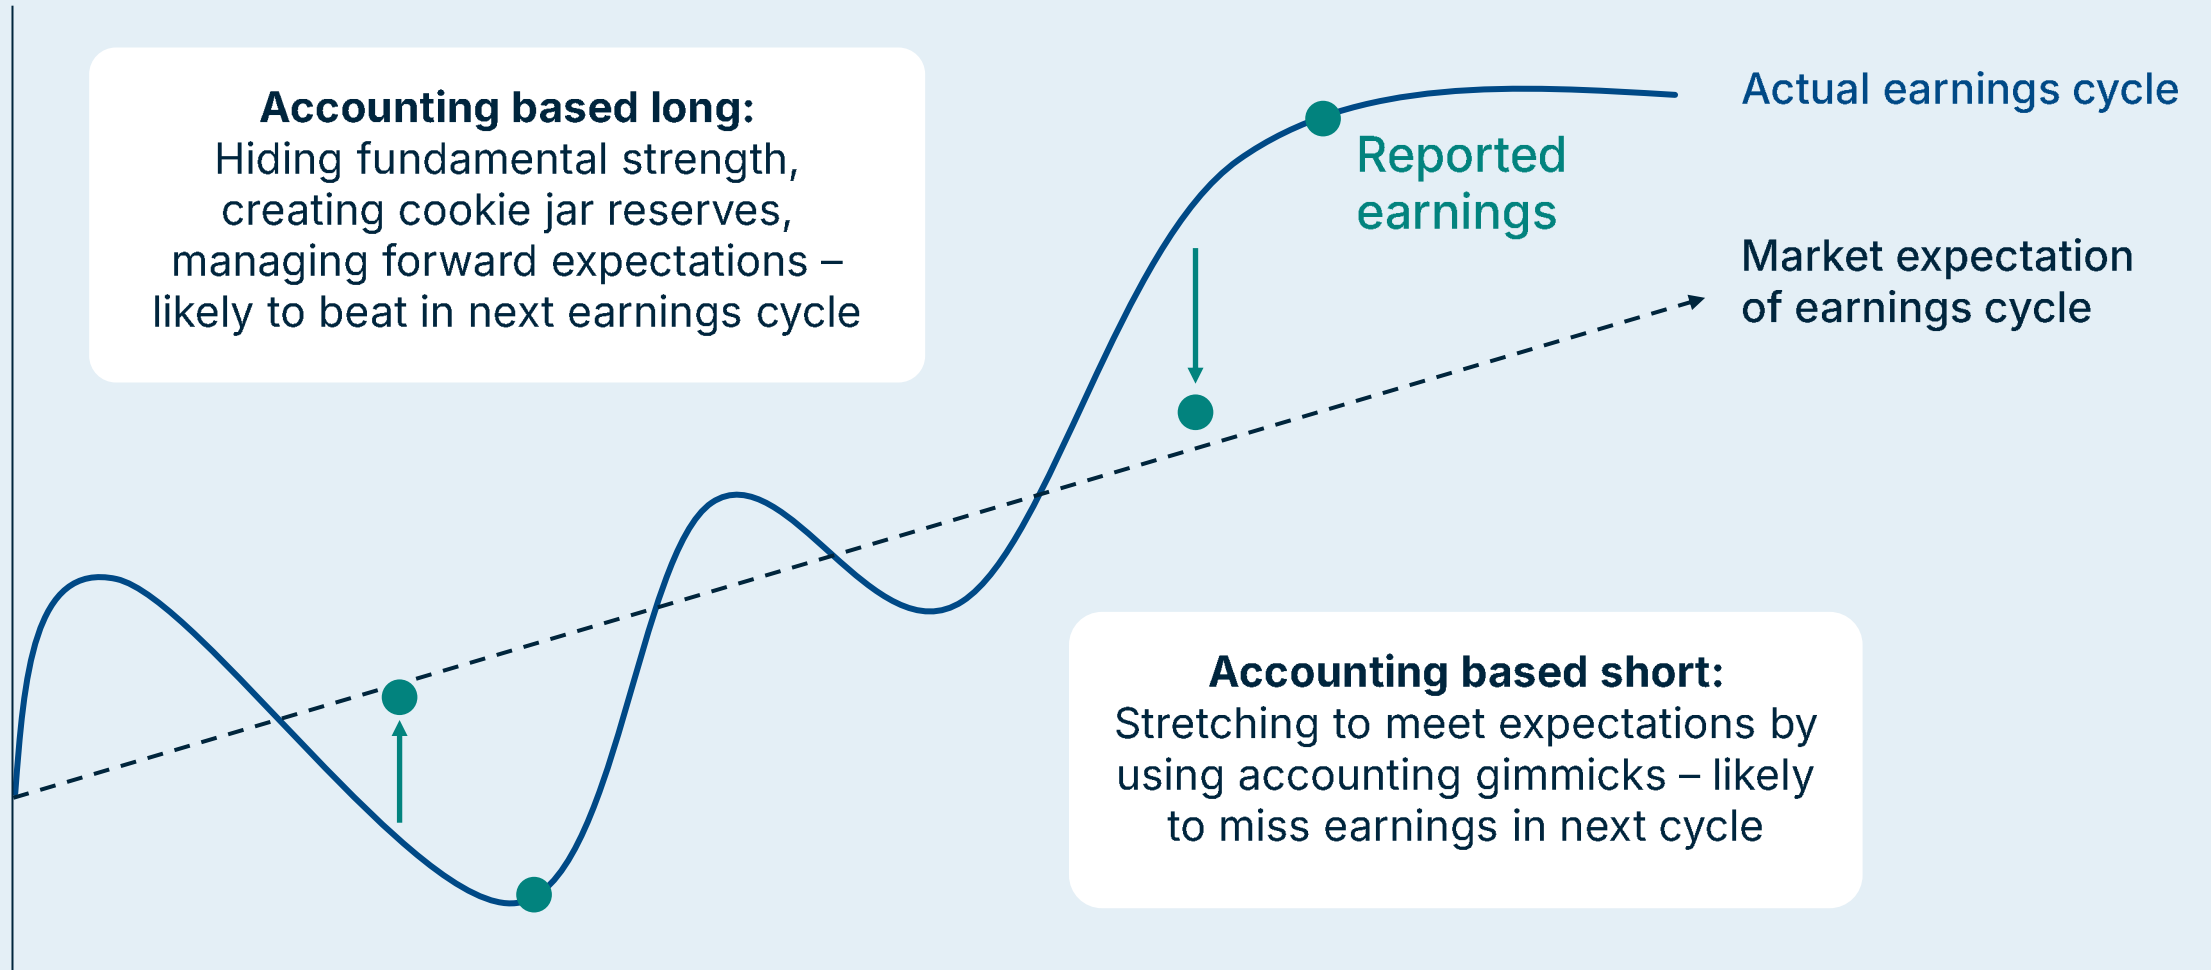 Accounting based long:
Hiding fundamental strength,
creating cookie jar reserves,
managing forward expectations –
likely to beat in next earnings cycle
Actual earnings cycle
Reported
earnings
Market expectation
of earnings cycle
Accounting based short:
Stretching to meet expectations by
using accounting gimmicks – likely
to miss earnings in next cycle